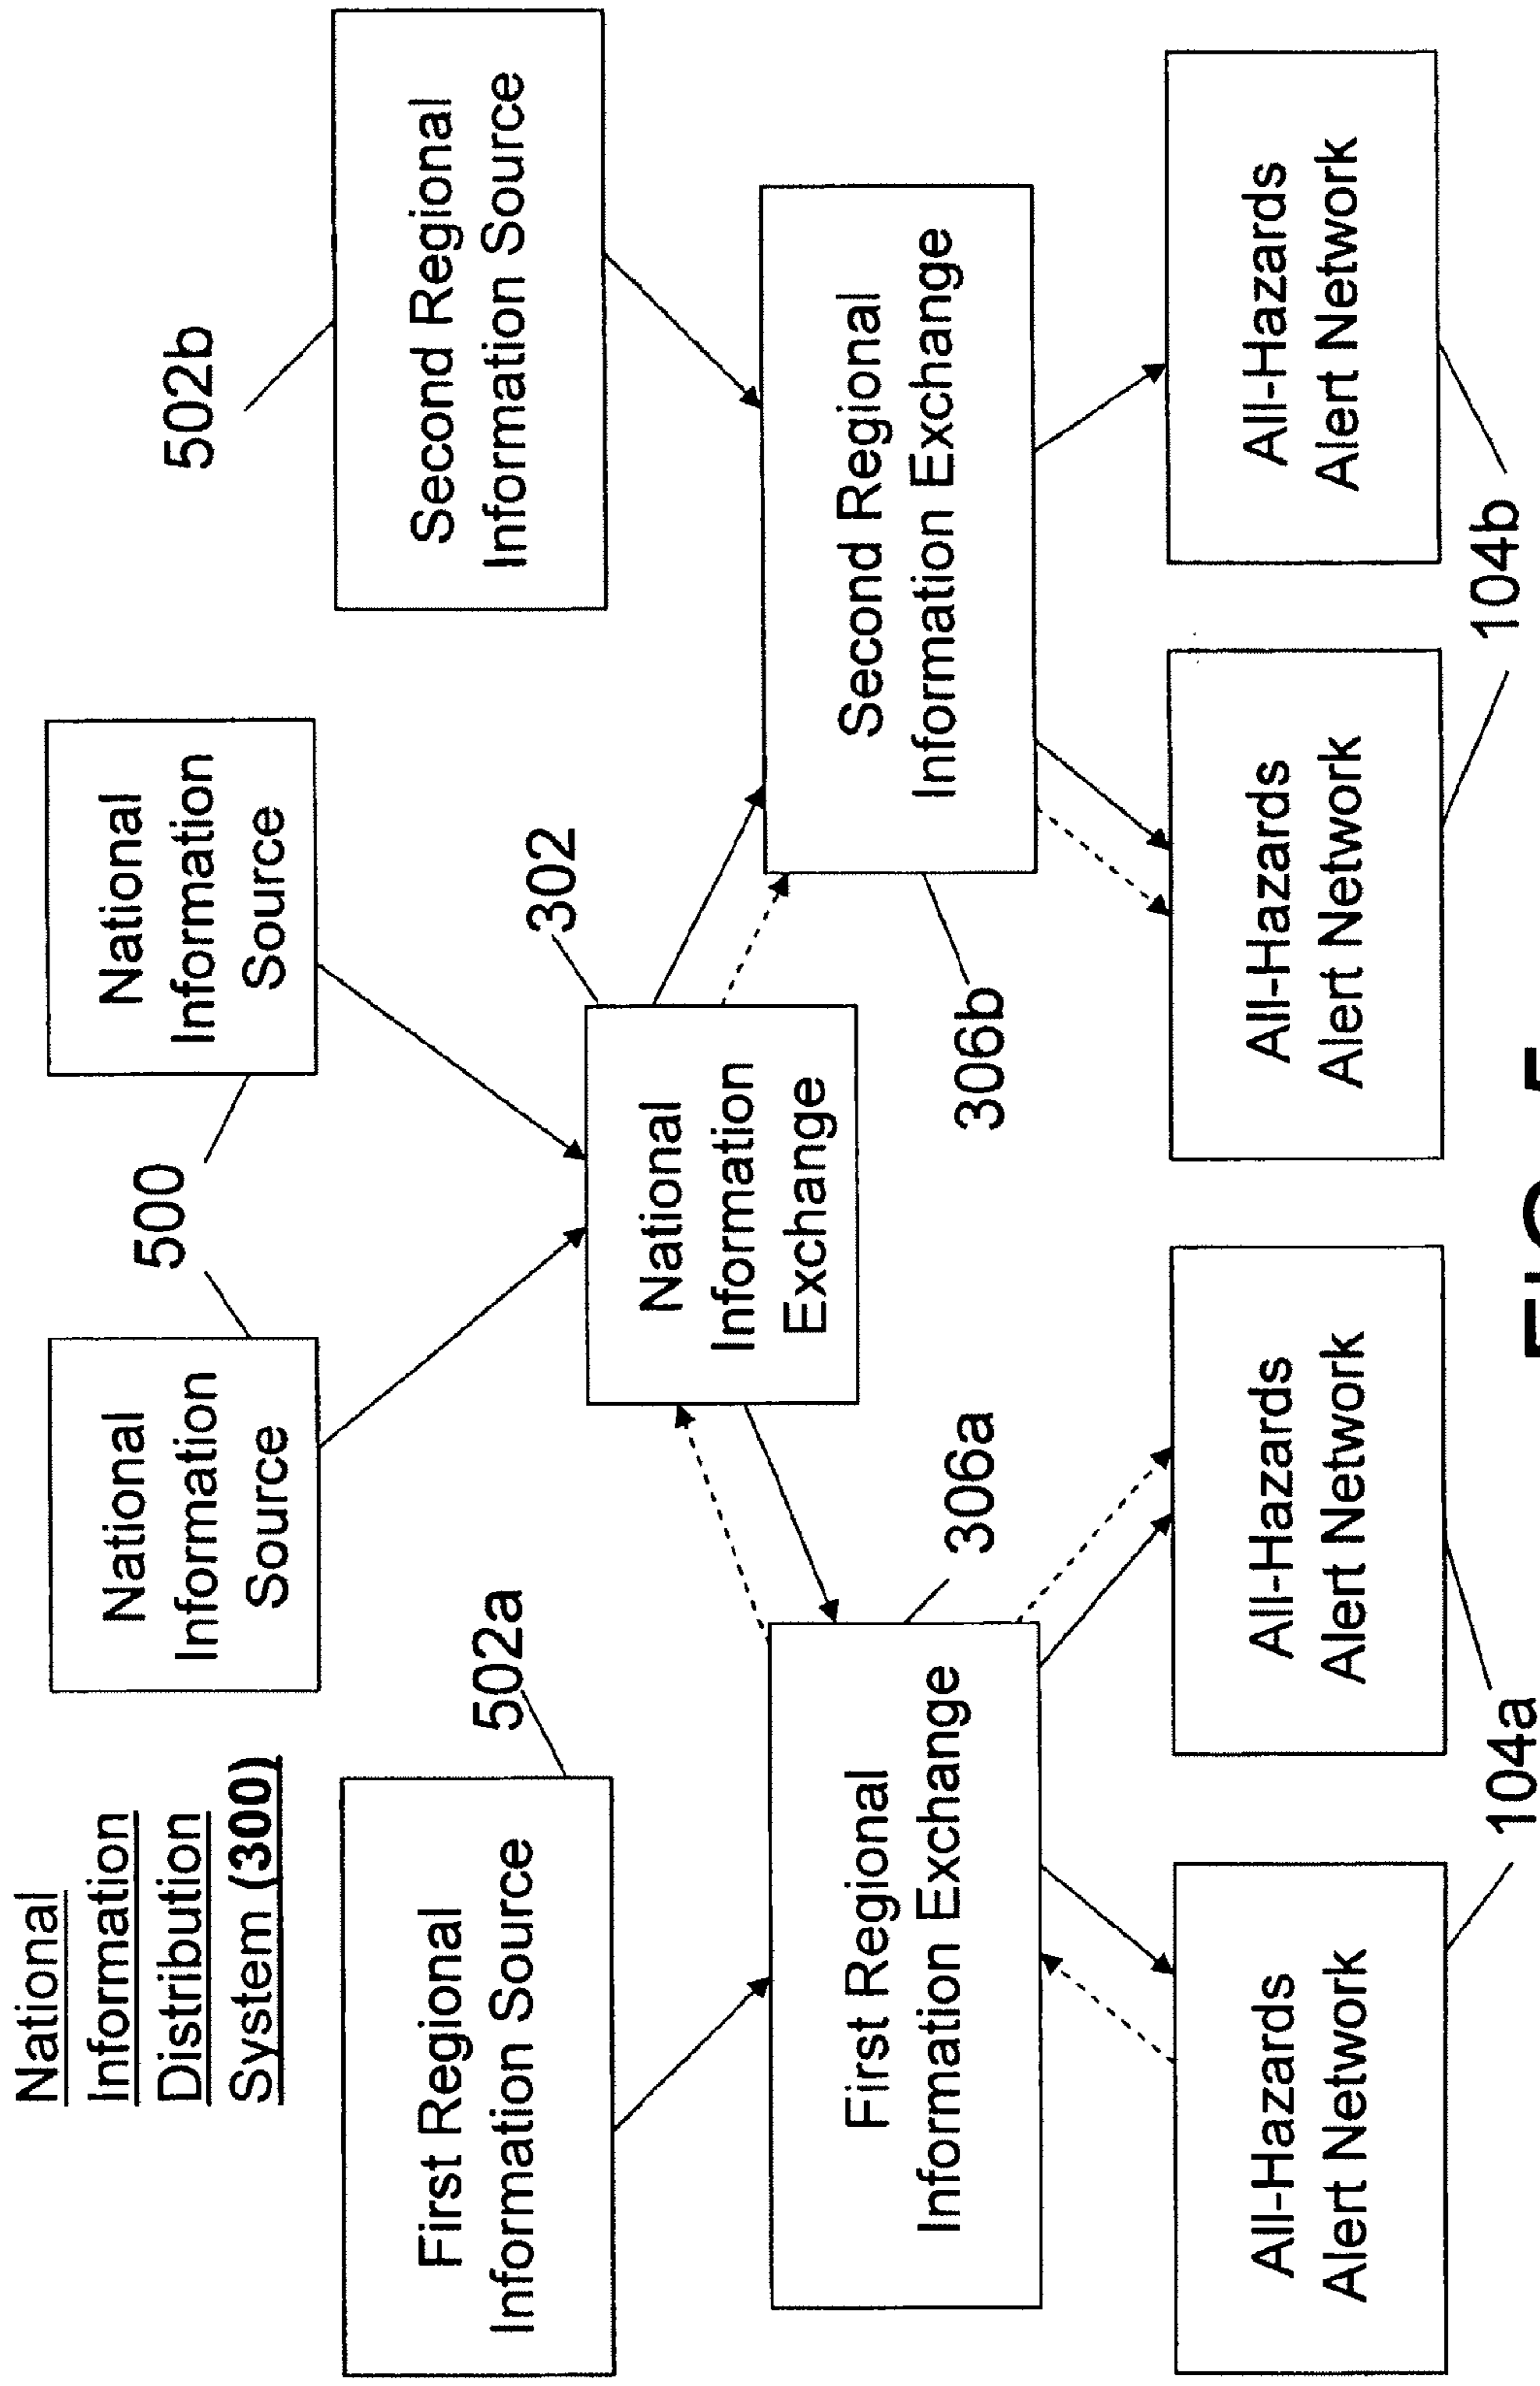 National
Information
Distribution
System (300)
National
Information
Source
500
National
Information
Source
502b
First Regional
Information Source
502a
302
Second Regional
Information Source
National
Information
Exchange
First Regional
Information Exchange
306a
306b
Second Regional
Information Exchange
All-Hazards
Alert Network
All-Hazards
Alert Network
All-Hazards
Alert Network
All-Hazards
Alert Network
104a
104b